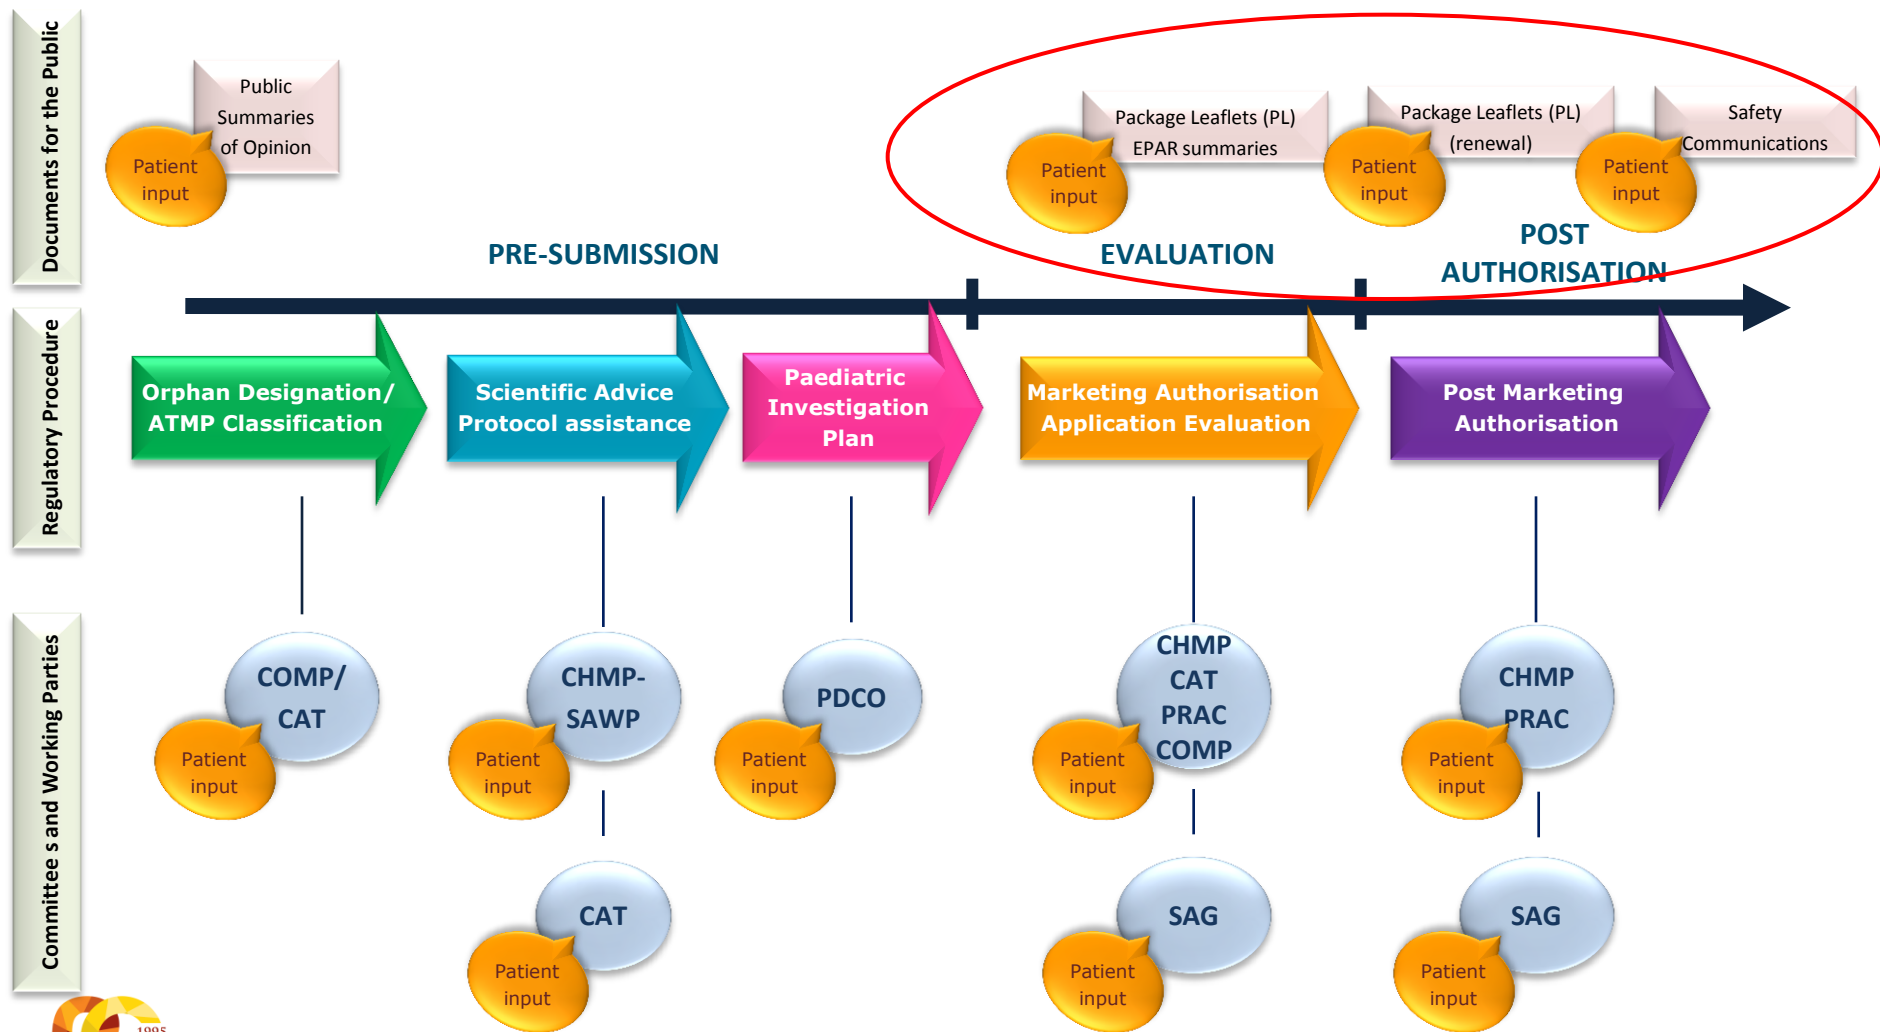 Documents for the Public
Public
Summaries
of Opinion
Patient
input
Package Leaflets (PL)
EPAR summaries
Patient
input
Package Leaflets (PL)
(renewal)
Patient
input
Safety
Communications
Patient
input
PRE-SUBMISSION
EVALUATION
POST
AUTHORISATION
Regulatory Procedure
Orphan Designation/
ATMP Classification
Scientific Advice
Protocol assistance
Paediatric
Investigation
Plan
Marketing Authorisation
Application Evaluation
Post Marketing
Authorisation
Committee s and Working Parties
COMP/
CAT
Patient
input
CHMP-
SAWP
Patient
input
PDCO
Patient
input
CHMP
CAT
PRAC
COMP
Patient
input
CHMP
PRAC
Patient
input
CAT
Patient
input
SAG
Patient
input
SAG
Patient
input
1995